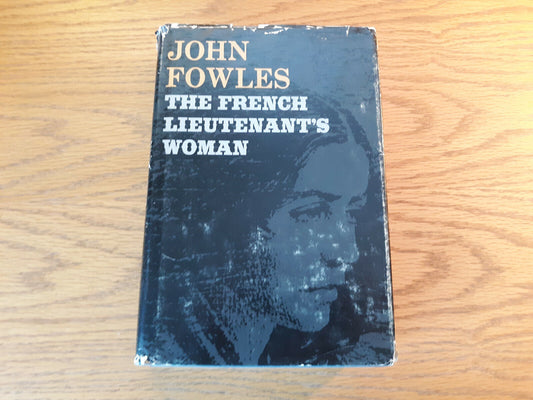 JOHN
FOWLES
THE FRENCH
LIEUTENANT'S
WOMAN